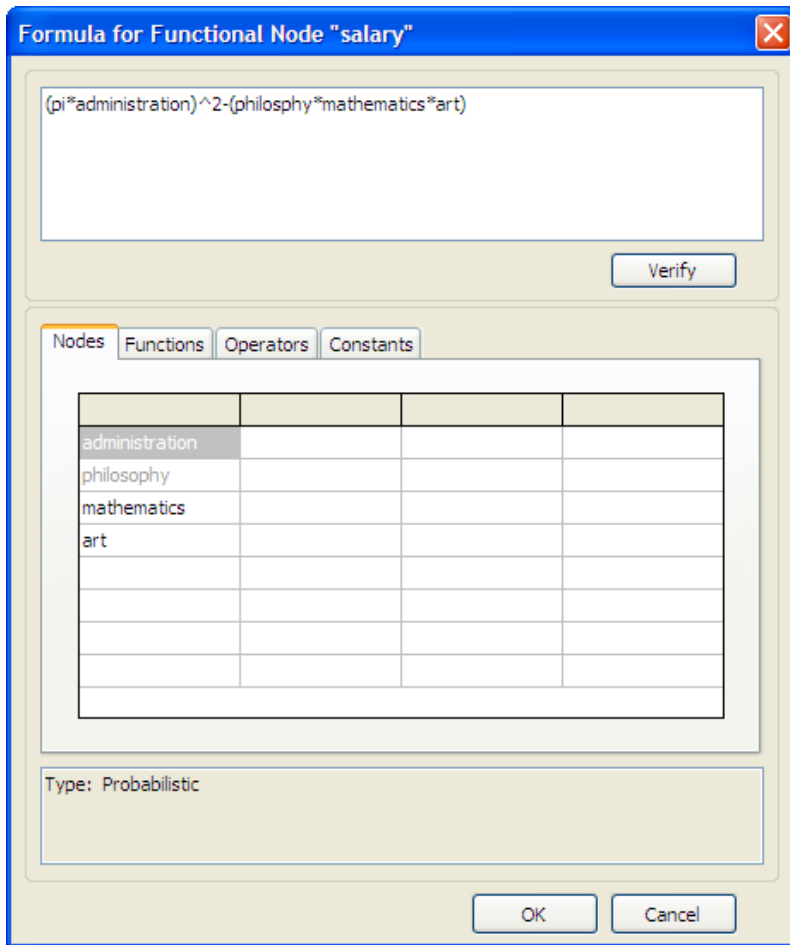 Formula for Functional Node "salary"
(pi*administration)^2-(philosphy*mathematics*art)
Verify
Nodes Functions Operators Constants
administration
philosophy
mathematics
art
Type: Probabilistic
OK Cancel